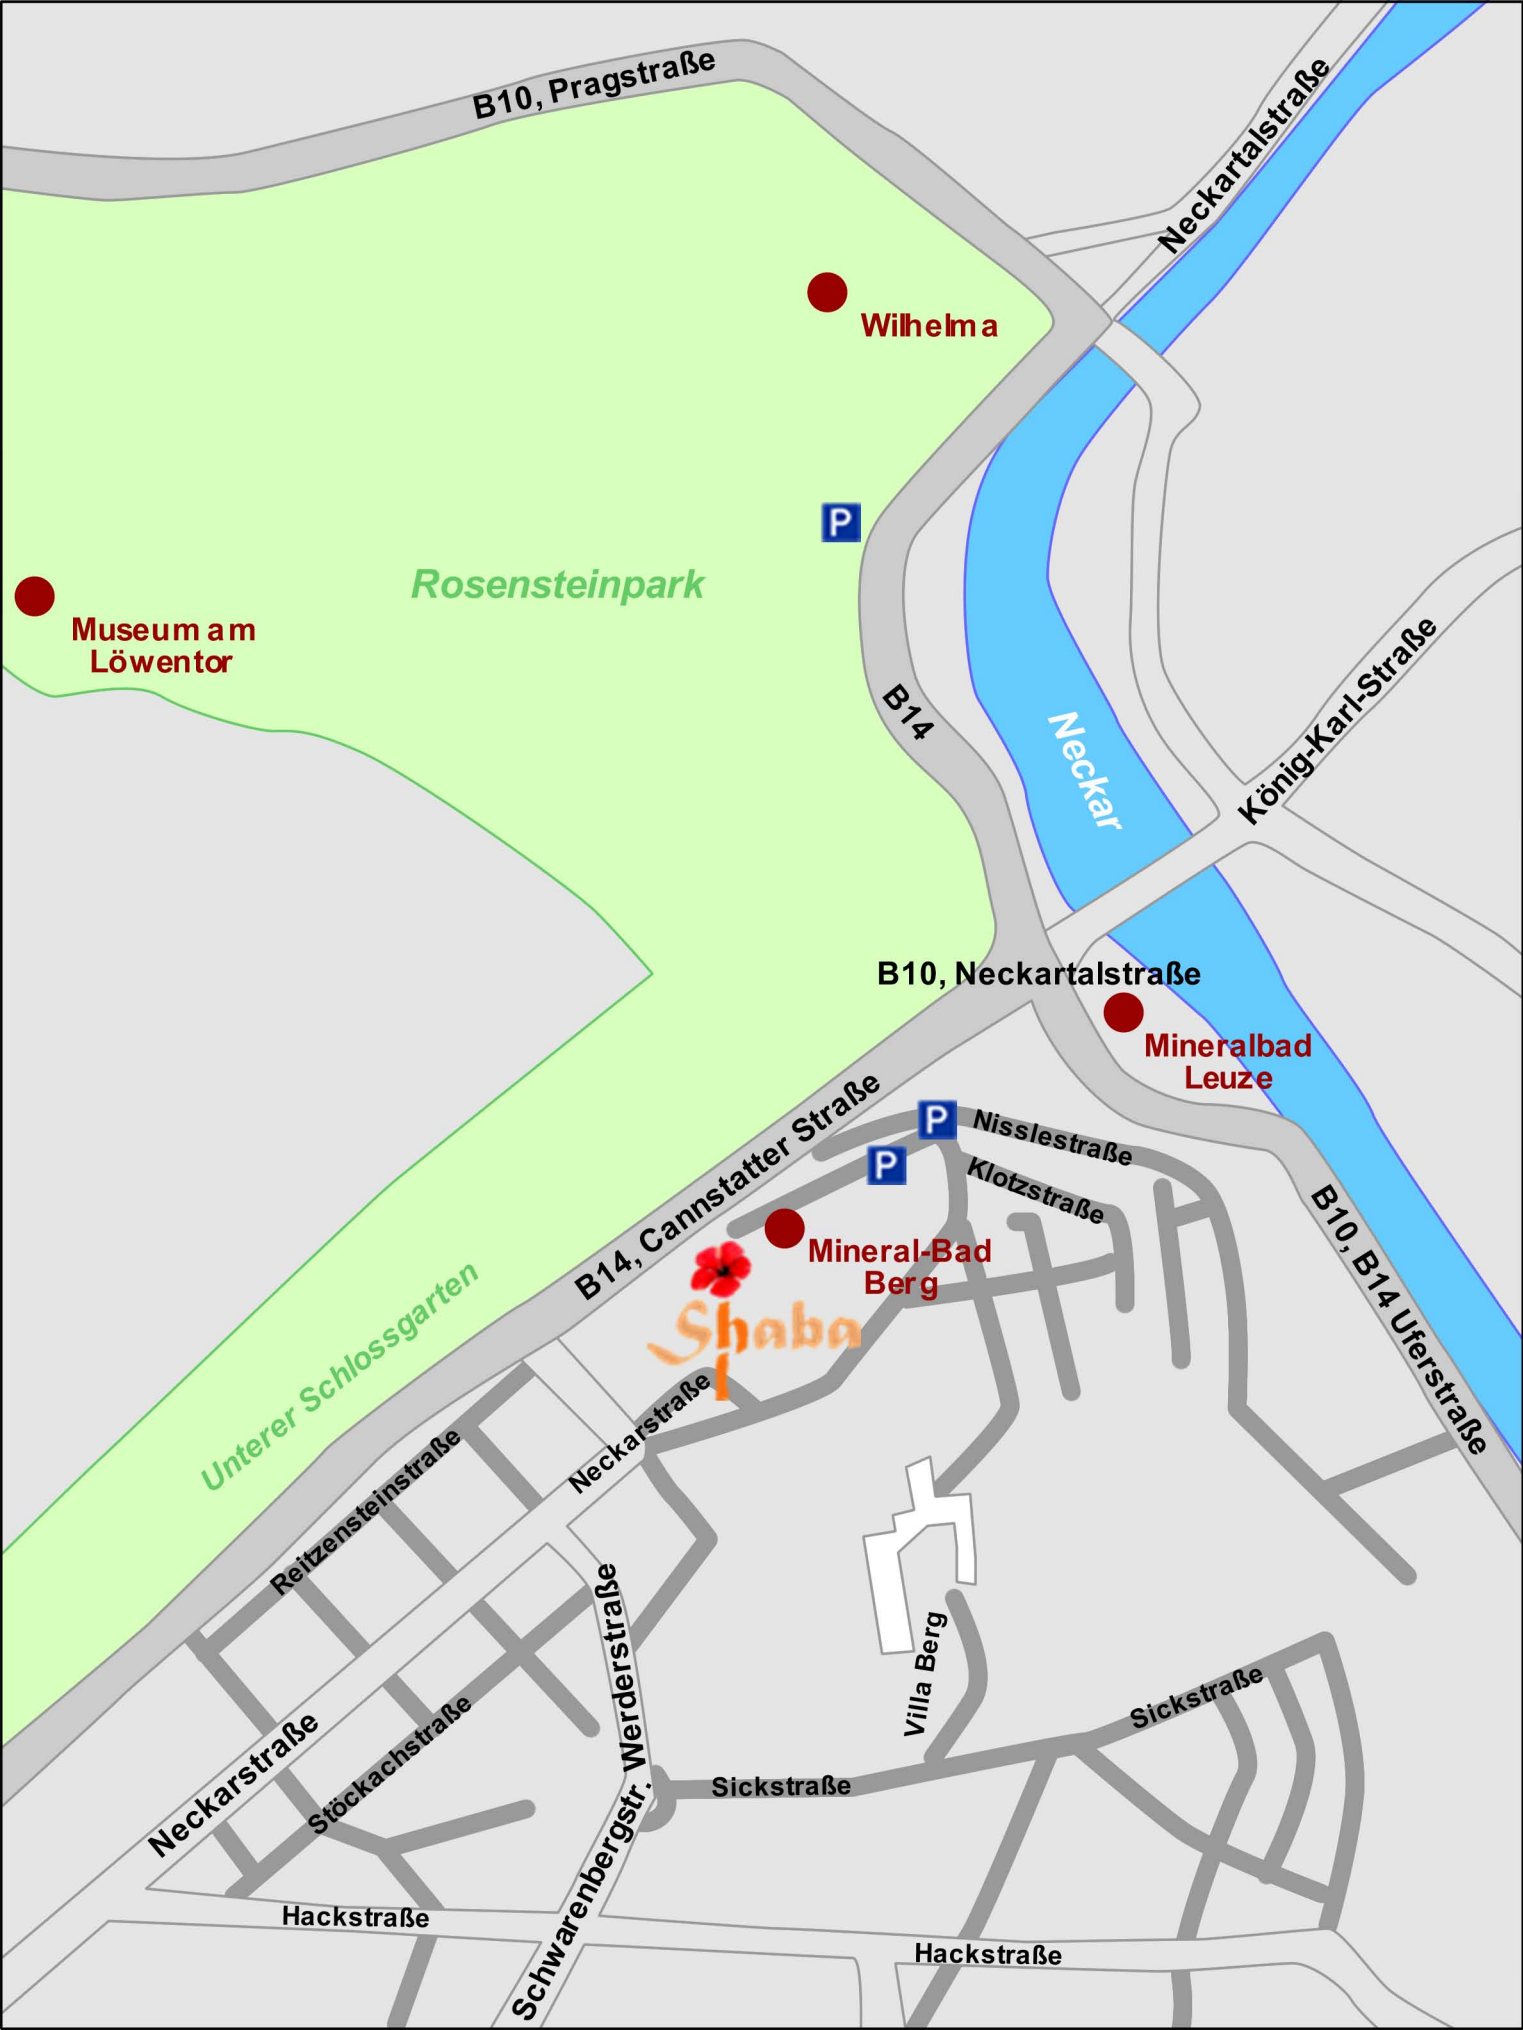 B10, Pragstraße
Neckartalstraße
Wilhelma
P
Rosensteinpark
Museum am
Löwentor
B14
Neckar
König-Karl-Straße
B10, Neckartalstraße
Mineralbad
Leuze
B14, Cannstatter Straße
P
Nisslestraße
P
Klotzstraße
Mineral-Bad
Berg
B10, B14 Uferstraße
Shaba
Unterer Schlossgarten
Neckarstraße
Reitzensteinstraße
Werderstraße
Villa Berg
Sickstraße
Neckarstraße
Stöckachstraße
Sickstraße
Schwarenbergstr.
Hackstraße
Hackstraße